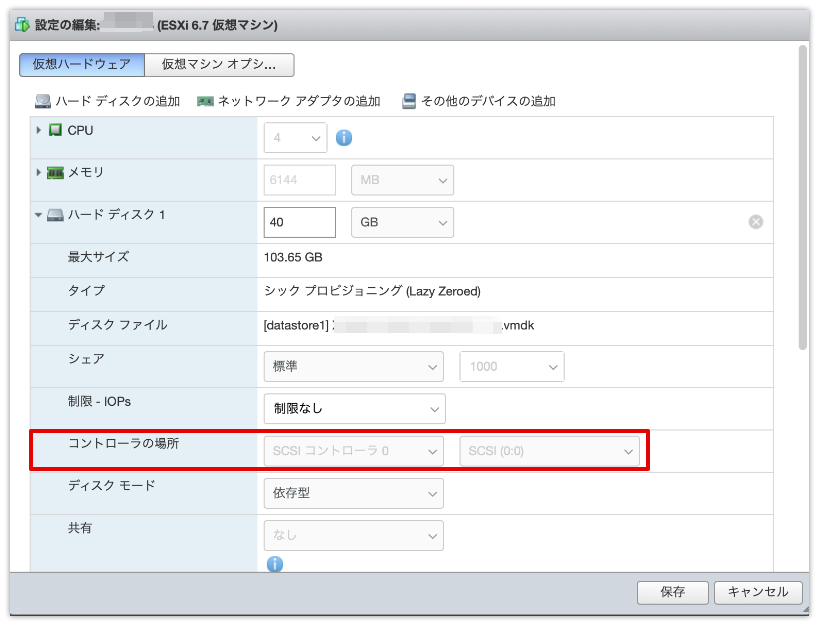 設定の編集: (ESXi 6.7 仮想マシン)
仮想ハードウェア 仮想マシン オプシ...
ハード ディスクの追加 ネットワーク アダプタの追加 その他のデバイスの追加
CPU 4
メモリ 6144 MB
ハード ディスク 1 40 GB
最大サイズ 103.65 GB
タイプ シック プロビジョニング (Lazy Zeroed)
ディスク ファイル [datastore1] .vmdk
シェア 標準 1000
制限 - IOPs 制限なし
コントローラの場所 SCSI コントローラ 0 SCSI (0:0)
ディスク モード 依存型
共有 なし
保存 キャンセル